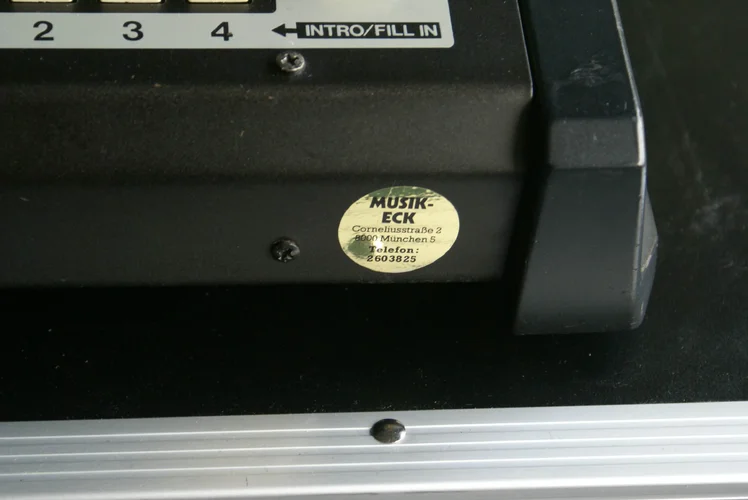 2 3 4 INTRO/FILL IN
MUSIK-
ECK
Corneliusstraße 2
8000 München 5
Telefon:
2603825